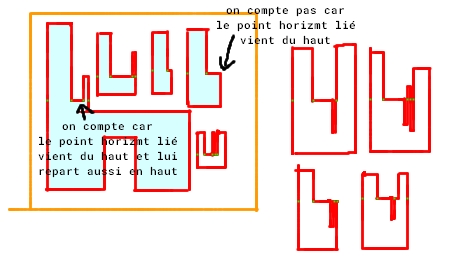 on compte pas car
le point horizmt lié
vient du haut
on compte car
le point horizmt lié
vient du haut et lui
repart aussi en haut